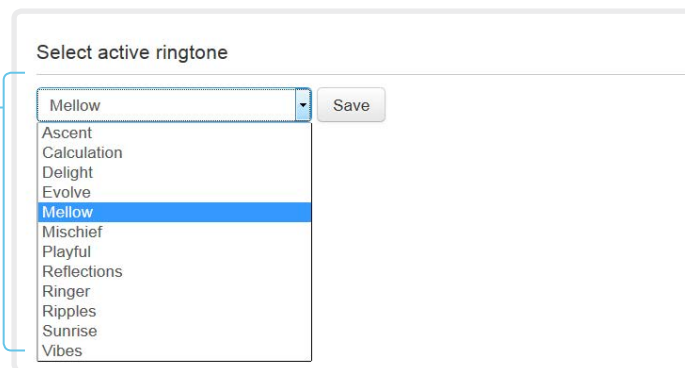 Select active ringtone
Mellow
Save
Ascent
Calculation
Delight
Evolve
Mellow
Mischief
Playful
Reflections
Ringer
Ripples
Sunrise
Vibes